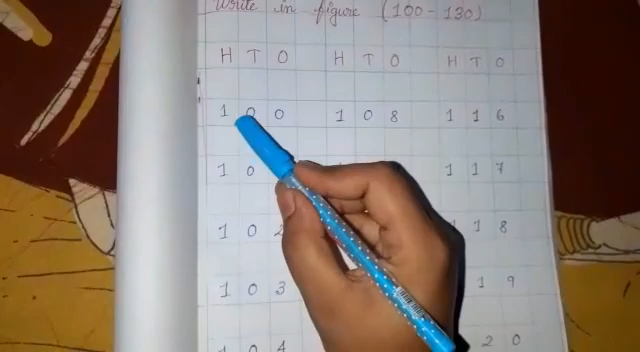 Write in figure (100-130)
H T O H T O H T O
1 0 0 1 0 8 1 1 6
1 0 1 1 7
1 0 2 1 1 8
1 0 3 1 9
1 0 4 2 0